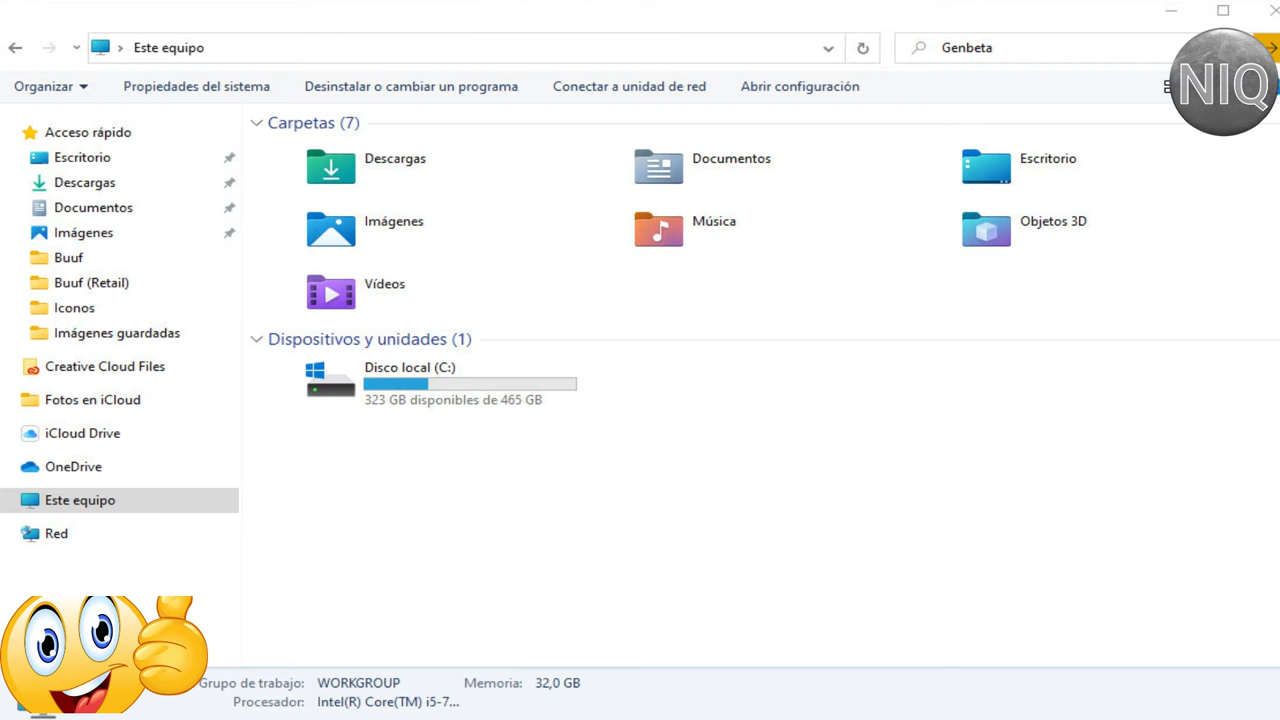 Este equipo
Genbeta
NIQ
Organizar
Propiedades del sistema
Desinstalar o cambiar un programa
Conectar a unidad de red
Abrir configuración
Acceso rápido
Escritorio
Descargas
Documentos
Imágenes
Buuf
Buuf (Retail)
Iconos
Imágenes guardadas
Creative Cloud Files
Fotos en iCloud
iCloud Drive
OneDrive
Este equipo
Red
Carpetas (7)
Descargas
Documentos
Escritorio
Imágenes
Música
Objetos 3D
Vídeos
Dispositivos y unidades (1)
Disco local (C:)
323 GB disponibles de 465 GB
Grupo de trabajo: WORKGROUP
Memoria: 32,0 GB
Procesador: Intel(R) Core(TM) i5-7...